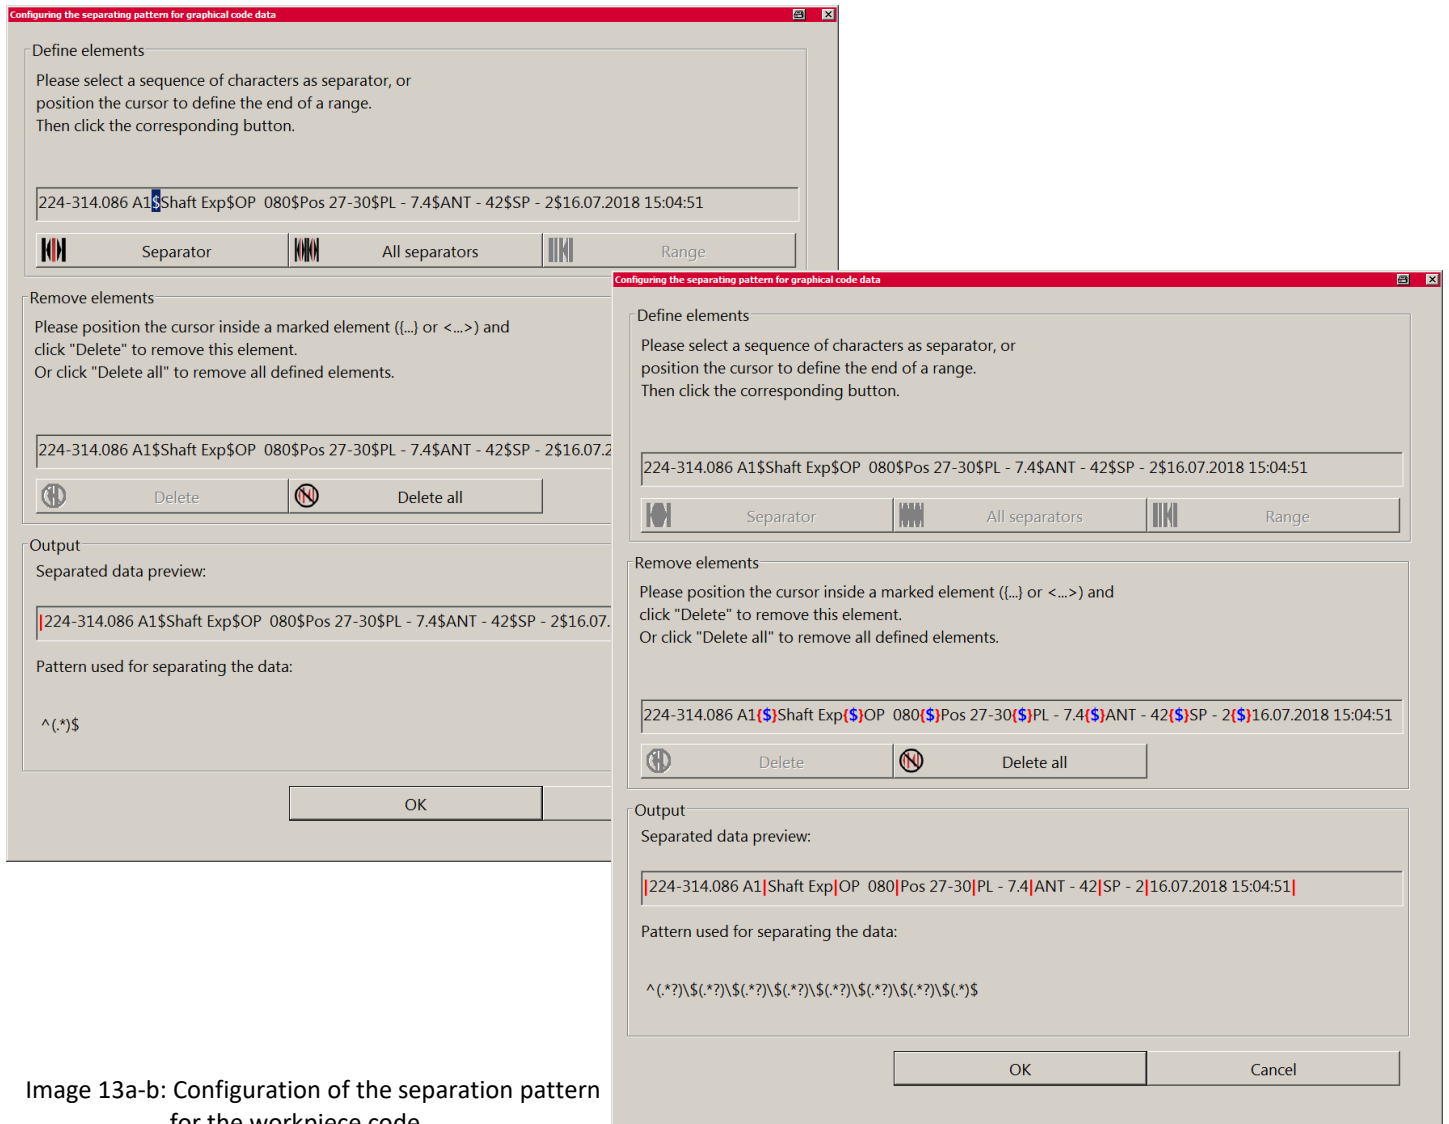 Configuring the separating pattern for graphical code data
Define elements
Please select a sequence of characters as separator, or
position the cursor to define the end of a range.
Then click the corresponding button.
224-314.086 A1$Shaft Exp$OP  080$Pos 27-30$PL - 7.4$ANT - 42$SP - 2$16.07.2018 15:04:51
Separator
All separators
Range
Remove elements
Please position the cursor inside a marked element ({...} or <...>) and
click "Delete" to remove this element.
Or click "Delete all" to remove all defined elements.
224-314.086 A1$Shaft Exp$OP  080$Pos 27-30$PL - 7.4$ANT - 42$SP - 2$16.07.2
Delete
Delete all
Output
Separated data preview:
|224-314.086 A1$Shaft Exp$OP  080$Pos 27-30$PL - 7.4$ANT - 42$SP - 2$16.07.
Pattern used for separating the data:
^(.*)$
OK
Configuring the separating pattern for graphical code data
Define elements
Please select a sequence of characters as separator, or
position the cursor to define the end of a range.
Then click the corresponding button.
224-314.086 A1$Shaft Exp$OP  080$Pos 27-30$PL - 7.4$ANT - 42$SP - 2$16.07.2018 15:04:51
Separator
All separators
Range
Remove elements
Please position the cursor inside a marked element ({...} or <...>) and
click "Delete" to remove this element.
Or click "Delete all" to remove all defined elements.
224-314.086 A1{$}Shaft Exp{$}OP  080{$}Pos 27-30{$}PL - 7.4{$}ANT - 42{$}SP - 2{$}16.07.2018 15:04:51
Delete
Delete all
Output
Separated data preview:
|224-314.086 A1|Shaft Exp|OP  080|Pos 27-30|PL - 7.4|ANT - 42|SP - 2|16.07.2018 15:04:51|
Pattern used for separating the data:
^(.*?)\$(.*?)\$(.*?)\$(.*?)\$(.*?)\$(.*?)\$(.*?)\$(.*)$
OK
Cancel
Image 13a-b: Configuration of the separation pattern
for the workpiece code